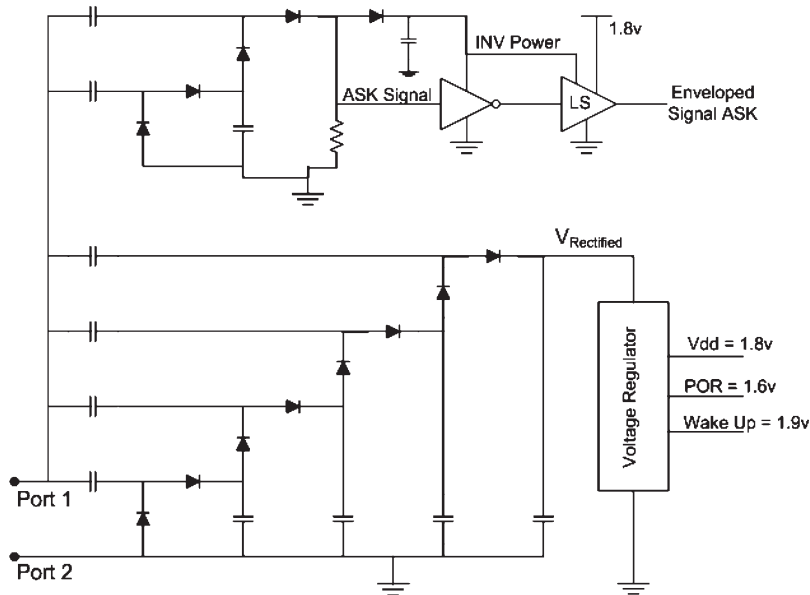 1.8v
INV Power
ASK Signal
LS
Enveloped
Signal ASK
VRectified
Voltage Regulator
Vdd = 1.8v
POR = 1.6v
Wake Up = 1.9v
Port 1
Port 2